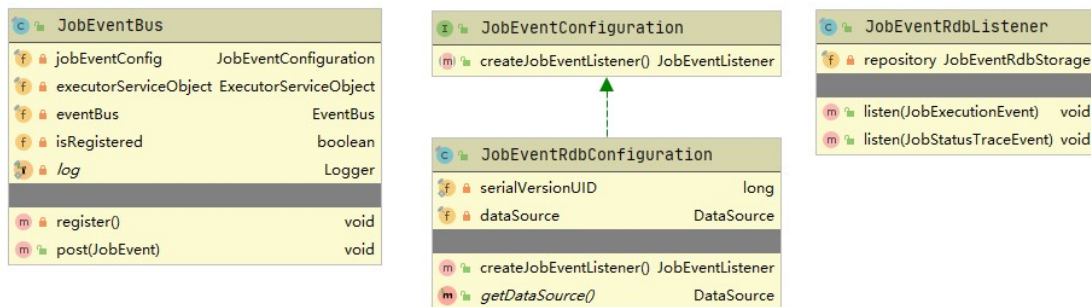 JobEventBus
jobEventConfig JobEventConfiguration
executorServiceObject ExecutorServiceObject
eventBus EventBus
isRegistered boolean
log Logger
register() void
post(JobEvent) void
JobEventConfiguration
createJobEventListener() JobEventListener
JobEventRdbConfiguration
serialVersionUID long
dataSource DataSource
createJobEventListener() JobEventListener
getDataSource() DataSource
JobEventRdbListener
repository JobEventRdbStorage
listen(JobExecutionEvent) void
listen(JobStatusTraceEvent) void